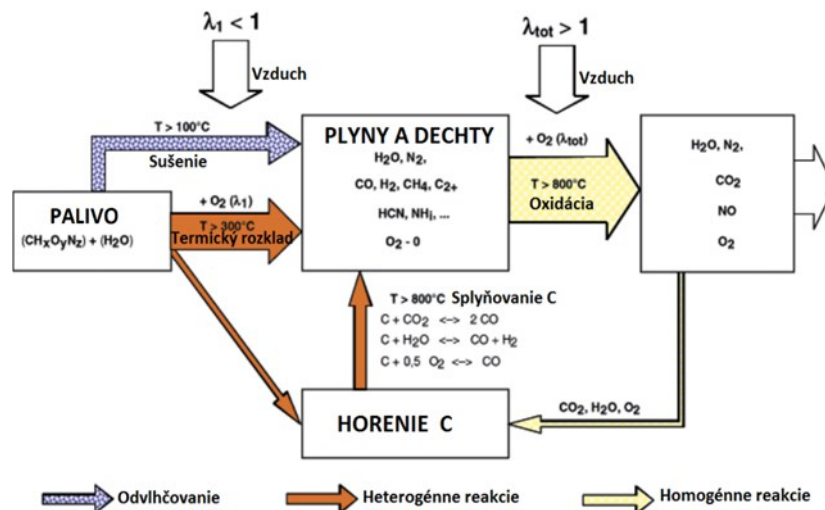 λ₁ < 1
λtot > 1
Vzduch
Vzduch
T > 100°C
Sušenie
PLYNY A DECHTY
H₂O, N₂,
CO, H₂, CH₄, C₂₊
HCN, NHᵢ, ...
O₂ - 0
+ O₂ (λtot)
T > 800°C
Oxidácia
H₂O, N₂,
CO₂
NO
O₂
PALIVO
(CHₓOyNz) + (H₂O)
+ O₂ (λ₁)
T > 300°C
Termický rozklad
T > 800°C Splyňovanie C
C + CO₂ <-> 2 CO
C + H₂O <-> CO + H₂
C + 0,5 O₂ <-> CO
HORENIE C
CO₂, H₂O, O₂
Odvlhčovanie
Heterogénne reakcie
Homogénne reakcie